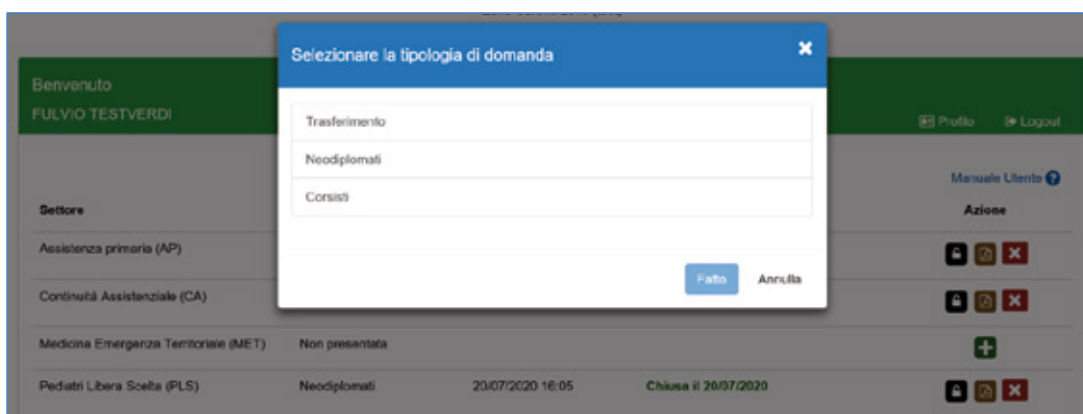 Selezionare la tipologia di domanda
Benvenuto
FULVIO TESTVERDI
Profilo Logout
Trasferimento
Neodiplomati
Corsisti
Manuale Utente
Settore Azione
Assistenza primaria (AP)
Fatto Annulla
Continuità Assistenziale (CA)
Medicina Emergenza Territoriale (MET) Non presentata
Pediatri Libera Scelta (PLS) Neodiplomati 20/07/2020 16:05 Chiusa il 20/07/2020